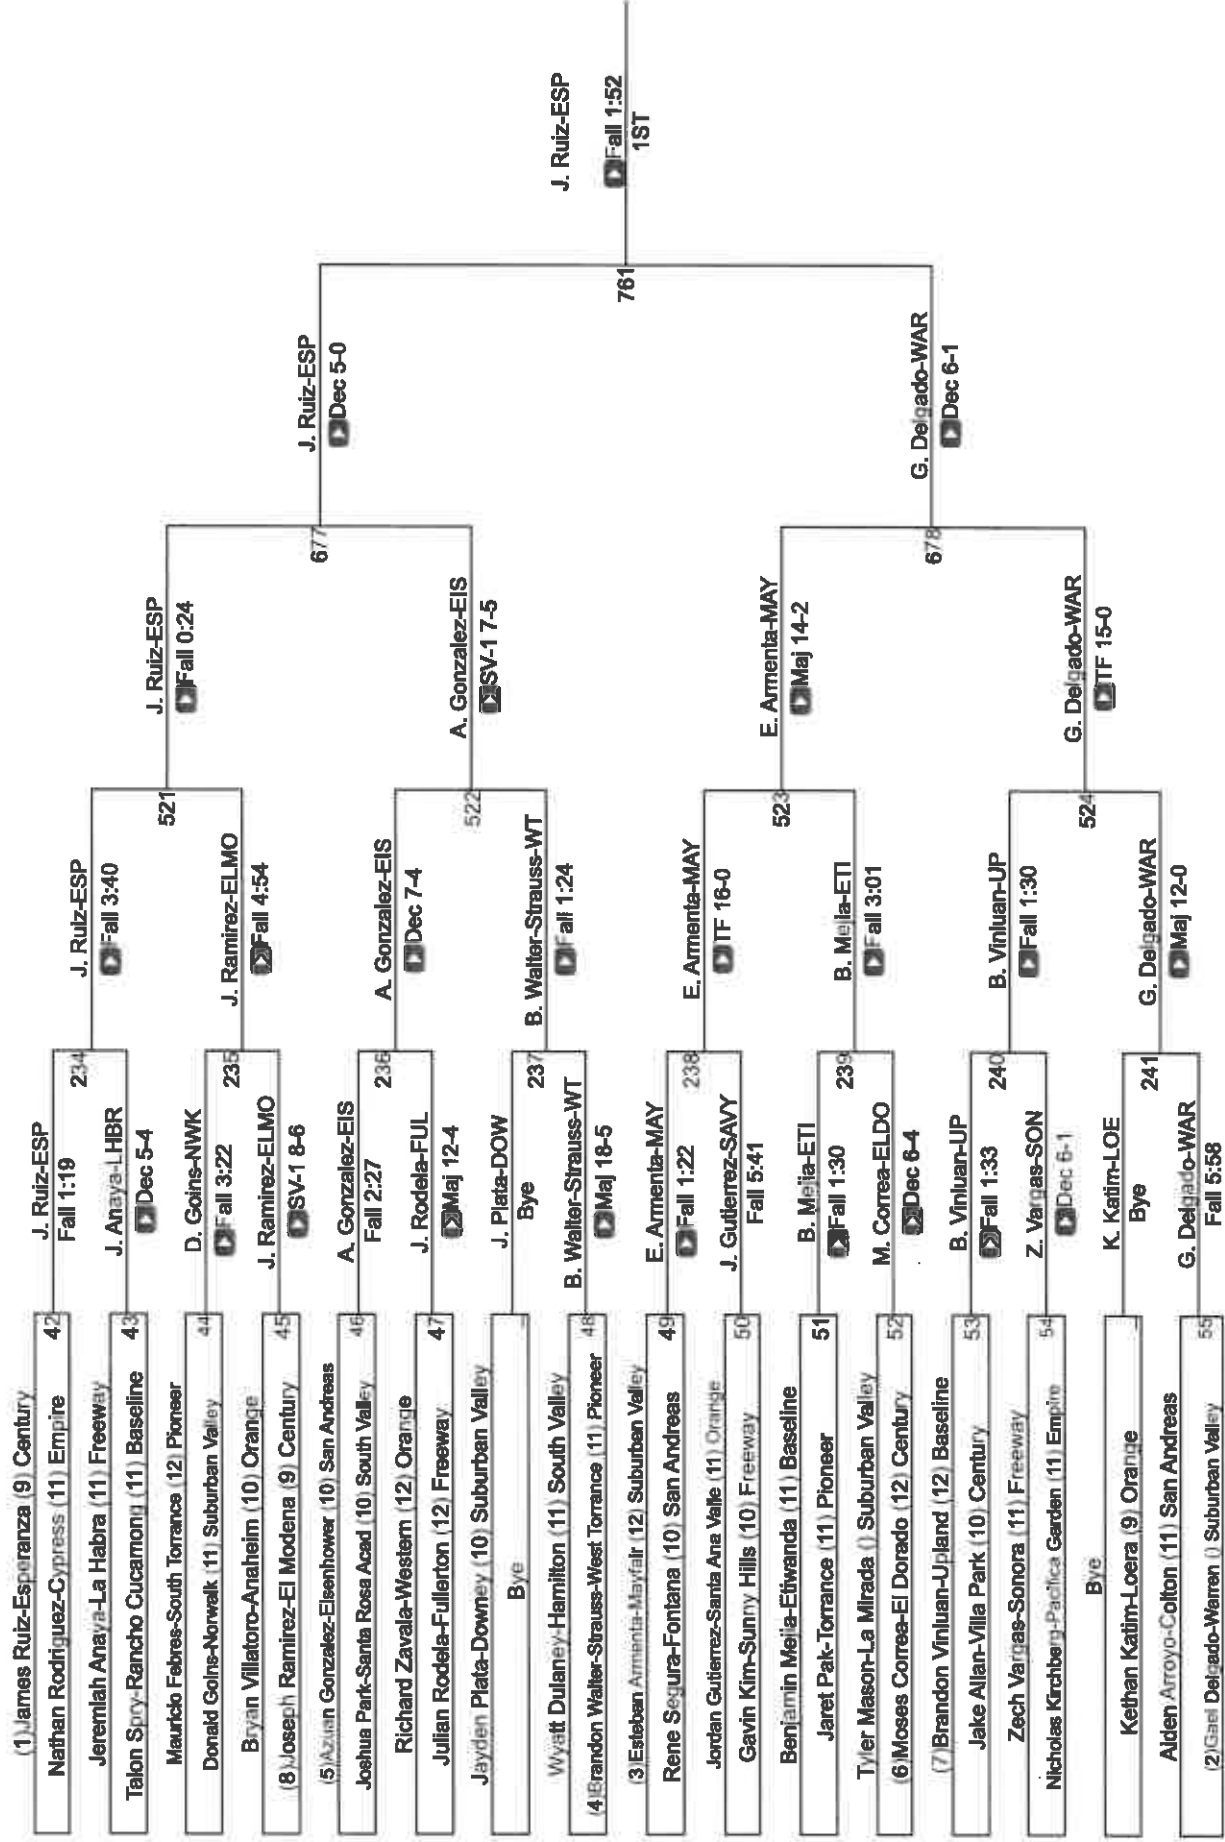 (1)James Ruiz-Esperanza (9) Century
42
Nathan Rodriguez-Cypress (11) Empire
Jeremiah Anaya-La Habra (11) Freeway
43
Talon Spry-Rancho Cucamong (11) Baseline
Mauricio Febres-South Torrance (12) Pioneer
44
Donald Goins-Norwalk (11) Suburban Valley
Bryan Villatoro-Anaheim (10) Orange
45
(8)Joseph Ramirez-El Modena (9) Century
(5)Azuan Gonzalez-Eisenhower (10) San Andreas
46
Joshua Park-Santa Rosa Acad (10) South Valley
Richard Zavala-Western (12) Orange
47
Julian Rodela-Fullerton (12) Freeway
Jayden Plata-Downey (10) Suburban Valley
Bye
Wyatt Dulaney-Hamilton (11) South Valley
48
(4)Brandon Walter-Strauss-West Torrance (11) Pioneer
(3)Esteban Armenta-Mayfair (12) Suburban Valley
49
Rene Segura-Fontana (10) San Andreas
Jordan Gutierrez-Santa Ana Valle (11) Orange
50
Gavin Kim-Sunny Hills (10) Freeway
Benjamin Mejia-Etiwanda (11) Baseline
51
Jaret Pak-Torrance (11) Pioneer
Tyler Mason-La Mirada () Suburban Valley
52
(6)Moses Correa-El Dorado (12) Century
(7)Brandon Vinluan-Upland (12) Baseline
53
Jake Allan-Villa Park (10) Century
Zech Vargas-Sonora (11) Freeway
54
Nicholas Kirchberg-Pacifica Garden (11) Empire
Bye
Kethan Katim-Loera (9) Orange
Aiden Arroyo-Colton (11) San Andreas
55
(2)Gael Delgado-Warren () Suburban Valley
J. Ruiz-ESP
Fall 1:19
234
J. Anaya-LHBR
Dec 5-4
D. Goins-NWK
Fall 3:22
235
J. Ramirez-ELMO
SV-1 8-6
A. Gonzalez-EIS
Fall 2:27
236
J. Rodela-FUL
Maj 12-4
J. Plata-DOW
Bye
237
B. Walter-Strauss-WT
Maj 18-5
E. Armenta-MAY
Fall 1:22
238
J. Gutierrez-SAVY
Fall 5:41
B. Mejia-ETI
Fall 1:30
239
M. Correa-ELDO
Dec 6-4
B. Vinluan-UP
Fall 1:33
240
Z. Vargas-SON
Dec 6-1
K. Katim-LOE
Bye
241
G. Delgado-WAR
Fall 5:58
J. Ruiz-ESP
Fall 3:40
521
J. Ramirez-ELMO
Fall 4:54
A. Gonzalez-EIS
Dec 7-4
522
B. Walter-Strauss-WT
Fall 1:24
E. Armenta-MAY
TF 16-0
523
B. Mejia-ETI
Fall 3:01
B. Vinluan-UP
Fall 1:30
524
G. Delgado-WAR
Maj 12-0
J. Ruiz-ESP
Fall 0:24
677
A. Gonzalez-EIS
SV-1 7-5
E. Armenta-MAY
Maj 14-2
678
G. Delgado-WAR
TF 15-0
J. Ruiz-ESP
Dec 5-0
761
G. Delgado-WAR
Dec 6-1
J. Ruiz-ESP
Fall 1:52
1ST